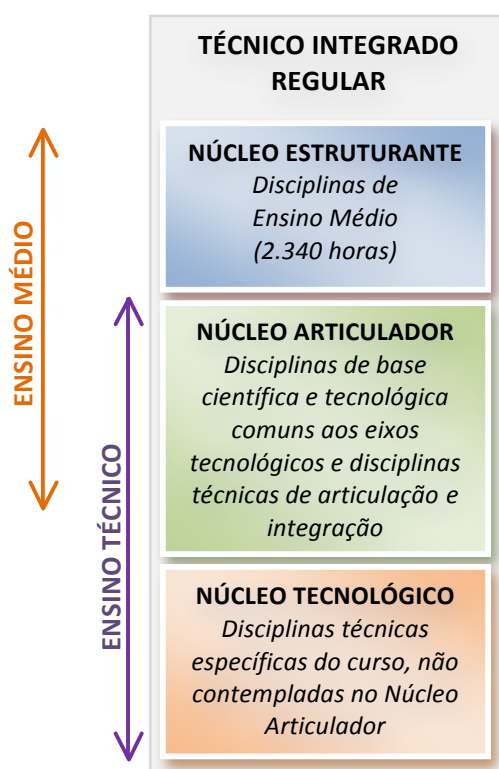 TÉCNICO INTEGRADO
REGULAR
ENSINO MÉDIO
ENSINO TÉCNICO
NÚCLEO ESTRUTURANTE
Disciplinas de
Ensino Médio
(2.340 horas)
NÚCLEO ARTICULADOR
Disciplinas de base
científica e tecnológica
comuns aos eixos
tecnológicos e disciplinas
técnicas de articulação e
integração
NÚCLEO TECNOLÓGICO
Disciplinas técnicas
específicas do curso, não
contempladas no Núcleo
Articulador